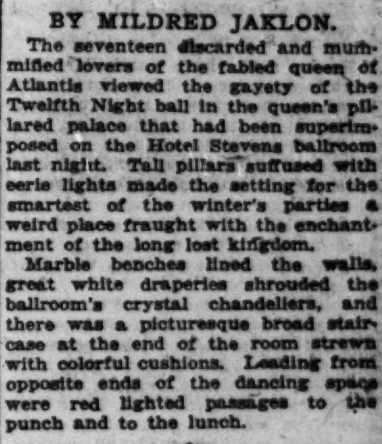 BY MILDRED JAKLON.
The seventeen discarded and mum-
mified lovers of the fabled queen of
Atlantis viewed the gayety of the
Twelfth Night ball in the queen's pil-
lared palace that had been superim-
posed on the Hotel Stevens ballroom
last night. Tall pillars suffused with
eerie lights made the setting for the
smartest of the winter's parties a
weird place fraught with the enchant-
ment of the long lost kingdom.
Marble benches lined the walls,
great white draperies shrouded the
ballroom's crystal chandeliers, and
there was a picturesque broad stair-
case at the end of the room strewn
with colorful cushions. Leading from
opposite ends of the dancing space
were red lighted passages to the
punch and to the lunch.